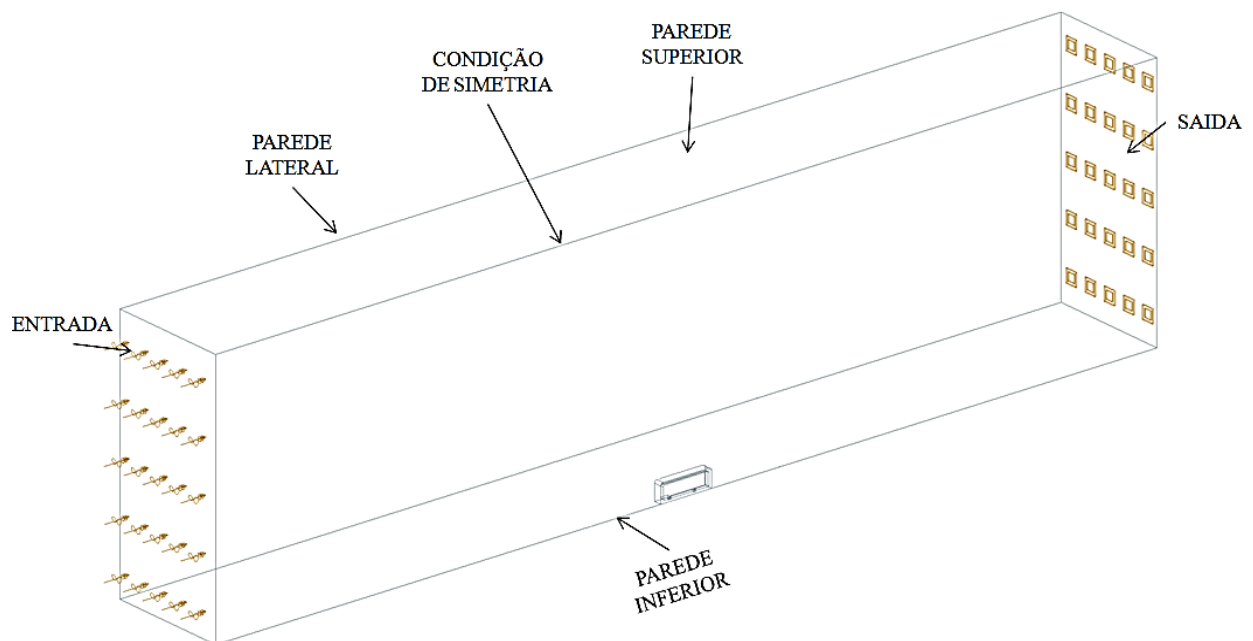 PAREDE
SUPERIOR
CONDIÇÃO
DE SIMETRIA
SAIDA
PAREDE
LATERAL
ENTRADA
PAREDE
INFERIOR